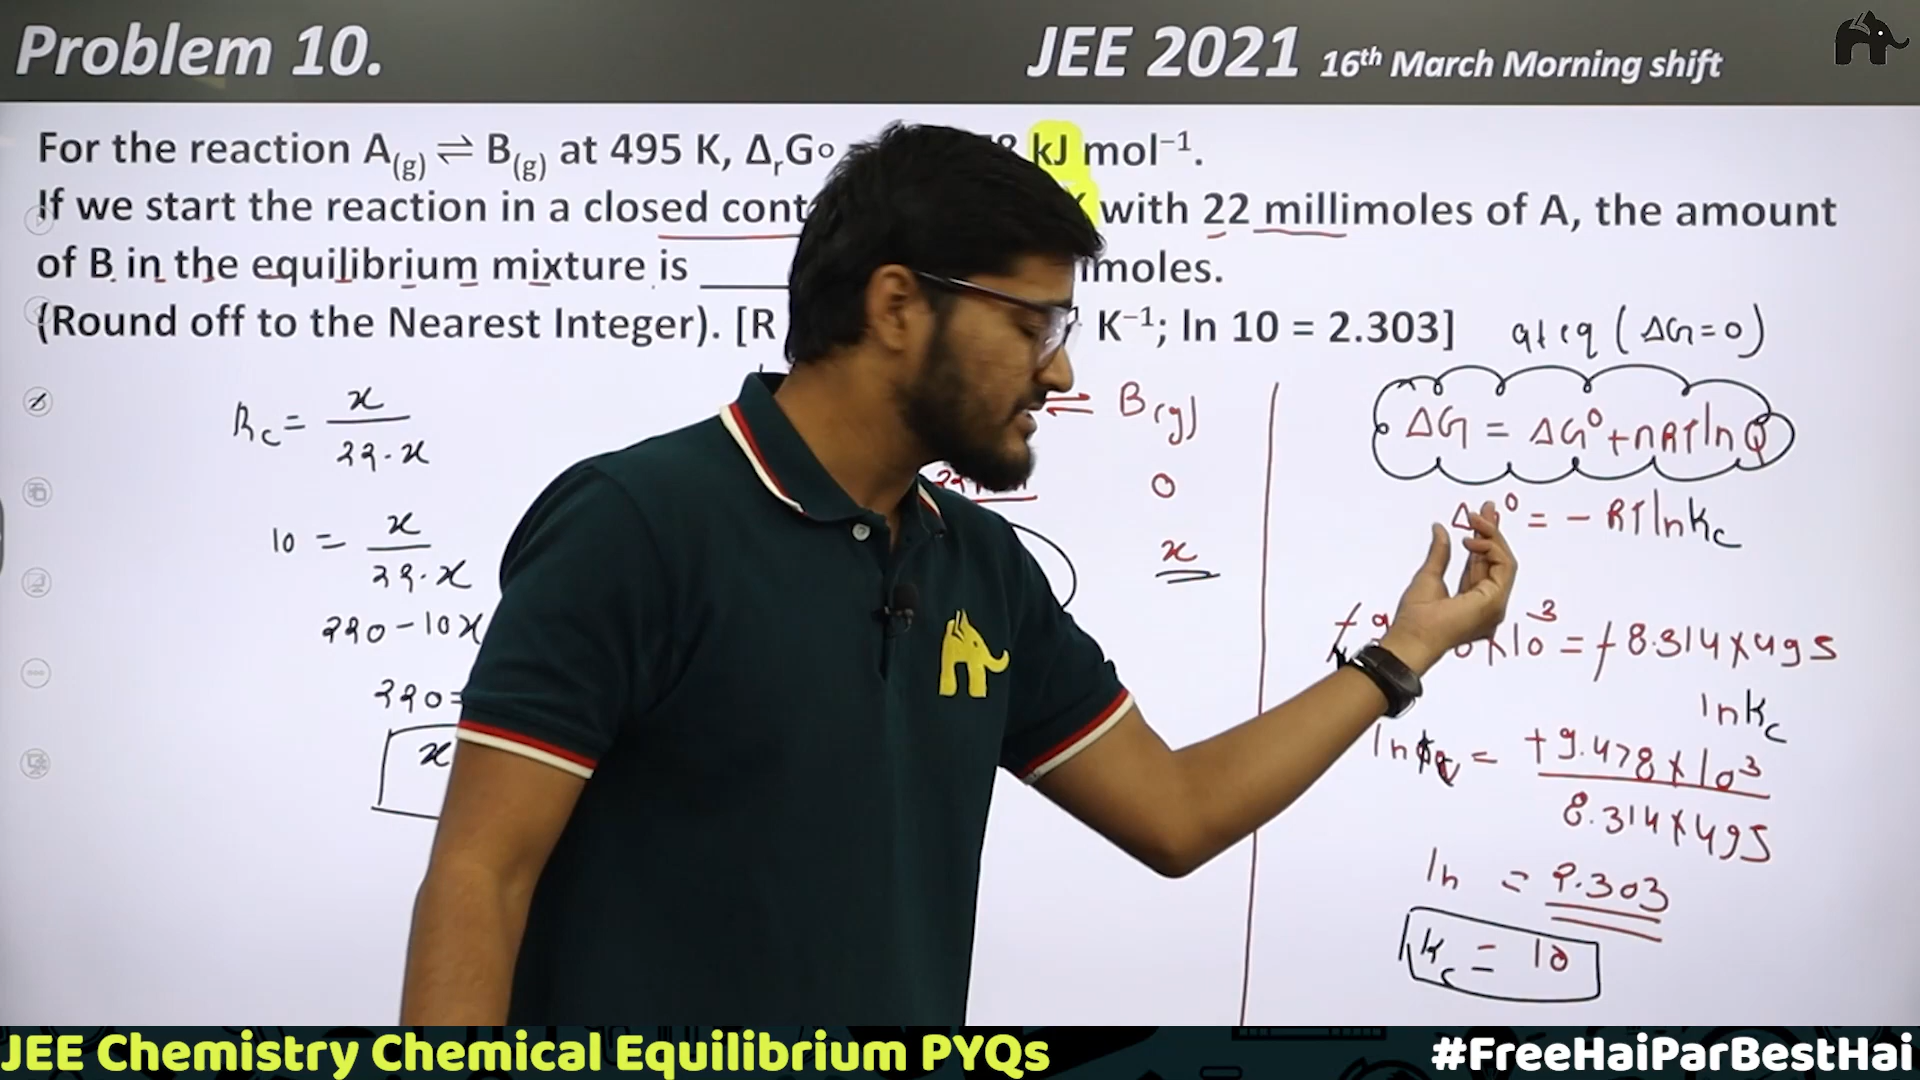 Problem 10.
JEE 2021 16th March Morning shift
For the reaction A(g) ⇌ B(g) at 495 K, ΔrG° kJ mol⁻¹.
If we start the reaction in a closed with 22 millimoles of A, the amount
of B in the equilibrium mixture is ______
(Round off to the Nearest Integer). [R K⁻¹; ln 10 = 2.303]
at eq (ΔG=0)
ΔG = ΔG° + nRT ln Q
ΔG° = - RT ln Kc
×10³ = 8.314×495
ln Kc
ln = +9.478×10³
8.314×495
ln = 2.303
Kc = 10
⇌ B(g)
0
x
Kc = x
22-x
10 = x
22-x
220-10x
220=
x
JEE Chemistry Chemical Equilibrium PYQs
#FreeHaiParBestHai